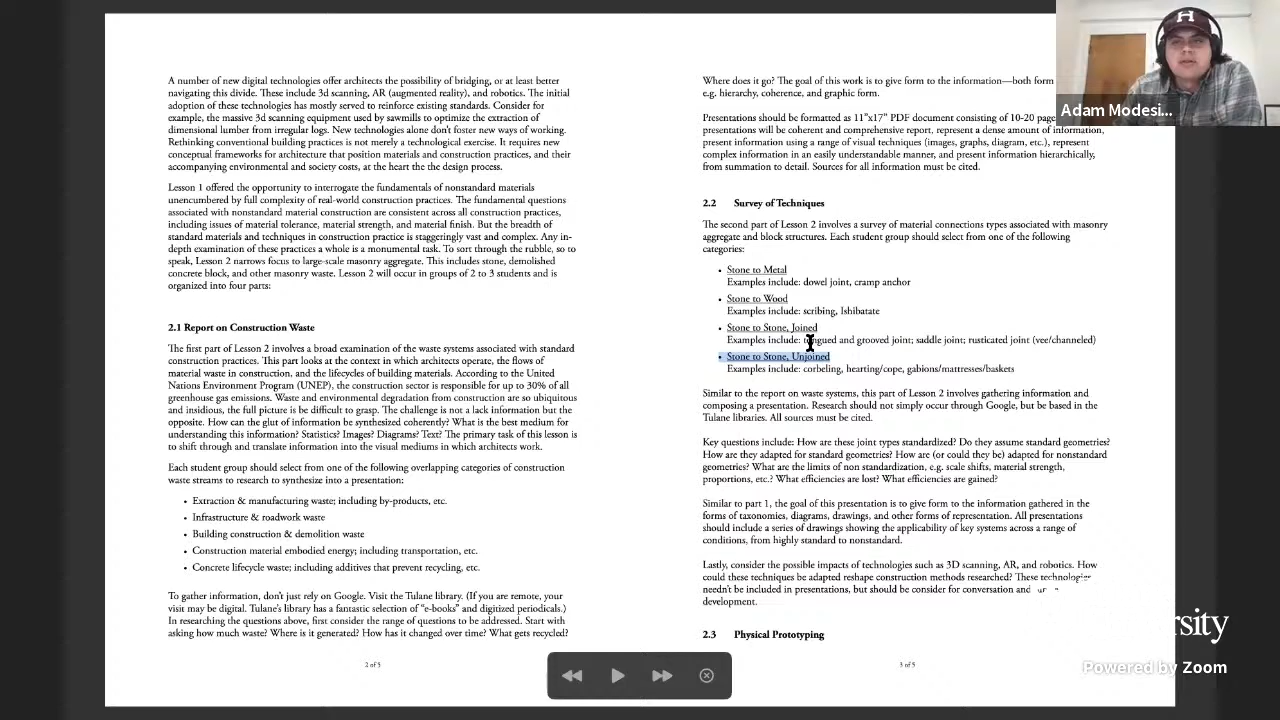 A number of new digital technologies offer architects the possibility of bridging, or at least better
navigating this divide. These include 3d scanning, AR (augmented reality), and robotics. The initial
adoption of these technologies has mostly served to reinforce existing standards. Consider for
example, the massive 3d scanning equipment used by sawmills to optimize the extraction of
dimensional lumber from irregular logs. New technologies alone don't foster new ways of working.
Rethinking conventional building practices is not merely a technological exercise. It requires new
conceptual frameworks for architecture that position materials and construction practices, and their
accompanying environmental and society costs, at the heart the the design process.
Lesson 1 offered the opportunity to interrogate the fundamentals of nonstandard materials
unencumbered by full complexity of real-world construction practices. The fundamental questions
associated with nonstandard material construction are consistent across all construction practices,
including issues of material tolerance, material strength, and material finish. But the breadth of
standard materials and techniques in construction practice is staggeringly vast and complex. Any in-
depth examination of these practices a whole is a monumental task. To sort through the rubble, so to
speak, Lesson 2 narrows focus to large-scale masonry aggregate. This includes stone, demolished
concrete block, and other masonry waste. Lesson 2 will occur in groups of 2 to 3 students and is
organized into four parts:
2.1 Report on Construction Waste
The first part of Lesson 2 involves a broad examination of the waste systems associated with standard
construction practices. This part looks at the context in which architects operate, the flows of
material waste in construction, and the lifecycles of building materials. According to the United
Nations Environment Program (UNEP), the construction sector is responsible for up to 30% of all
greenhouse gas emissions. Waste and environmental degradation from construction are so ubiquitous
and insidious, the full picture is be difficult to grasp. The challenge is not a lack information but the
opposite. How can the glut of information be synthesized coherently? What is the best medium for
understanding this information? Statistics? Images? Diagrams? Text? The primary task of this lesson is
to shift through and translate information into the visual mediums in which architects work.
Each student group should select from one of the following overlapping categories of construction
waste streams to research to synthesize into a presentation:
• Extraction & manufacturing waste; including by-products, etc.
• Infrastructure & roadwork waste
• Building construction & demolition waste
• Construction material embodied energy; including transportation, etc.
• Concrete lifecycle waste; including additives that prevent recycling, etc.
To gather information, don't just rely on Google. Visit the Tulane library. (If you are remote, your
visit may be digital. Tulane's library has a fantastic selection of "e-books" and digitized periodicals.)
In researching the questions above, first consider the range of questions to be addressed. Start with
asking how much waste? Where is it generated? How has it changed over time? What gets recycled?
2 of 5
Where does it go? The goal of this work is to give form to the information—both form
e.g. hierarchy, coherence, and graphic form.
Presentations should be formatted as 11"x17" PDF document consisting of 10-20 page
presentations will be coherent and comprehensive report, represent a dense amount of information,
present information using a range of visual techniques (images, graphs, diagram, etc.), represent
complex information in an easily understandable manner, and present information hierarchically,
from summation to detail. Sources for all information must be cited.
2.2 Survey of Techniques
The second part of Lesson 2 involves a survey of material connections types associated with masonry
aggregate and block structures. Each student group should select from one of the following
categories:
• Stone to Metal
Examples include: dowel joint, cramp anchor
• Stone to Wood
Examples include: scribing, Ishibatate
• Stone to Stone, Joined
Examples include: tongued and grooved joint; saddle joint; rusticated joint (vee/channeled)
• Stone to Stone, Unjoined
Examples include: corbeling, hearting/cope, gabions/mattresses/baskets
Similar to the report on waste systems, this part of Lesson 2 involves gathering information and
composing a presentation. Research should not simply occur through Google, but be based in the
Tulane libraries. All sources must be cited.
Key questions include: How are these joint types standardized? Do they assume standard geometries?
How are they adapted for standard geometries? How are (or could they be) adapted for nonstandard
geometries? What are the limits of non standardization, e.g. scale shifts, material strength,
proportions, etc.? What efficiencies are lost? What efficiencies are gained?
Similar to part 1, the goal of this presentation is to give form to the information gathered in the
forms of taxonomies, diagrams, drawings, and other forms of representation. All presentations
should include a series of drawings showing the applicability of key systems across a range of
conditions, from highly standard to nonstandard.
Lastly, consider the possible impacts of technologies such as 3D scanning, AR, and robotics. How
could these techniques be adapted reshape construction methods researched? These technologies
needn't be included in presentations, but should be consider for conversation and
development.
2.3 Physical Prototyping
3 of 5
Adam Modesi...
H
rsity
Powered by Zoom